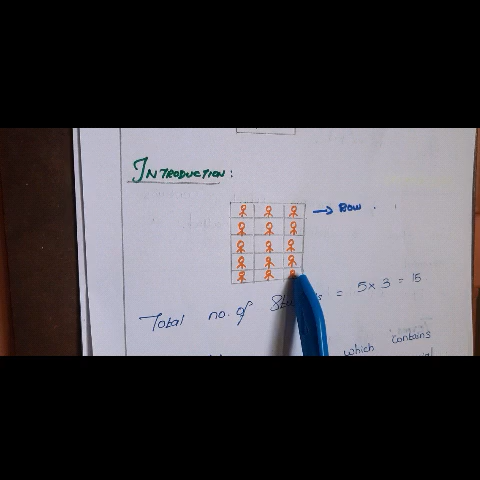 INTRODUCTION:
→ Row
Total no. of = 5 x 3 = 15
which contains